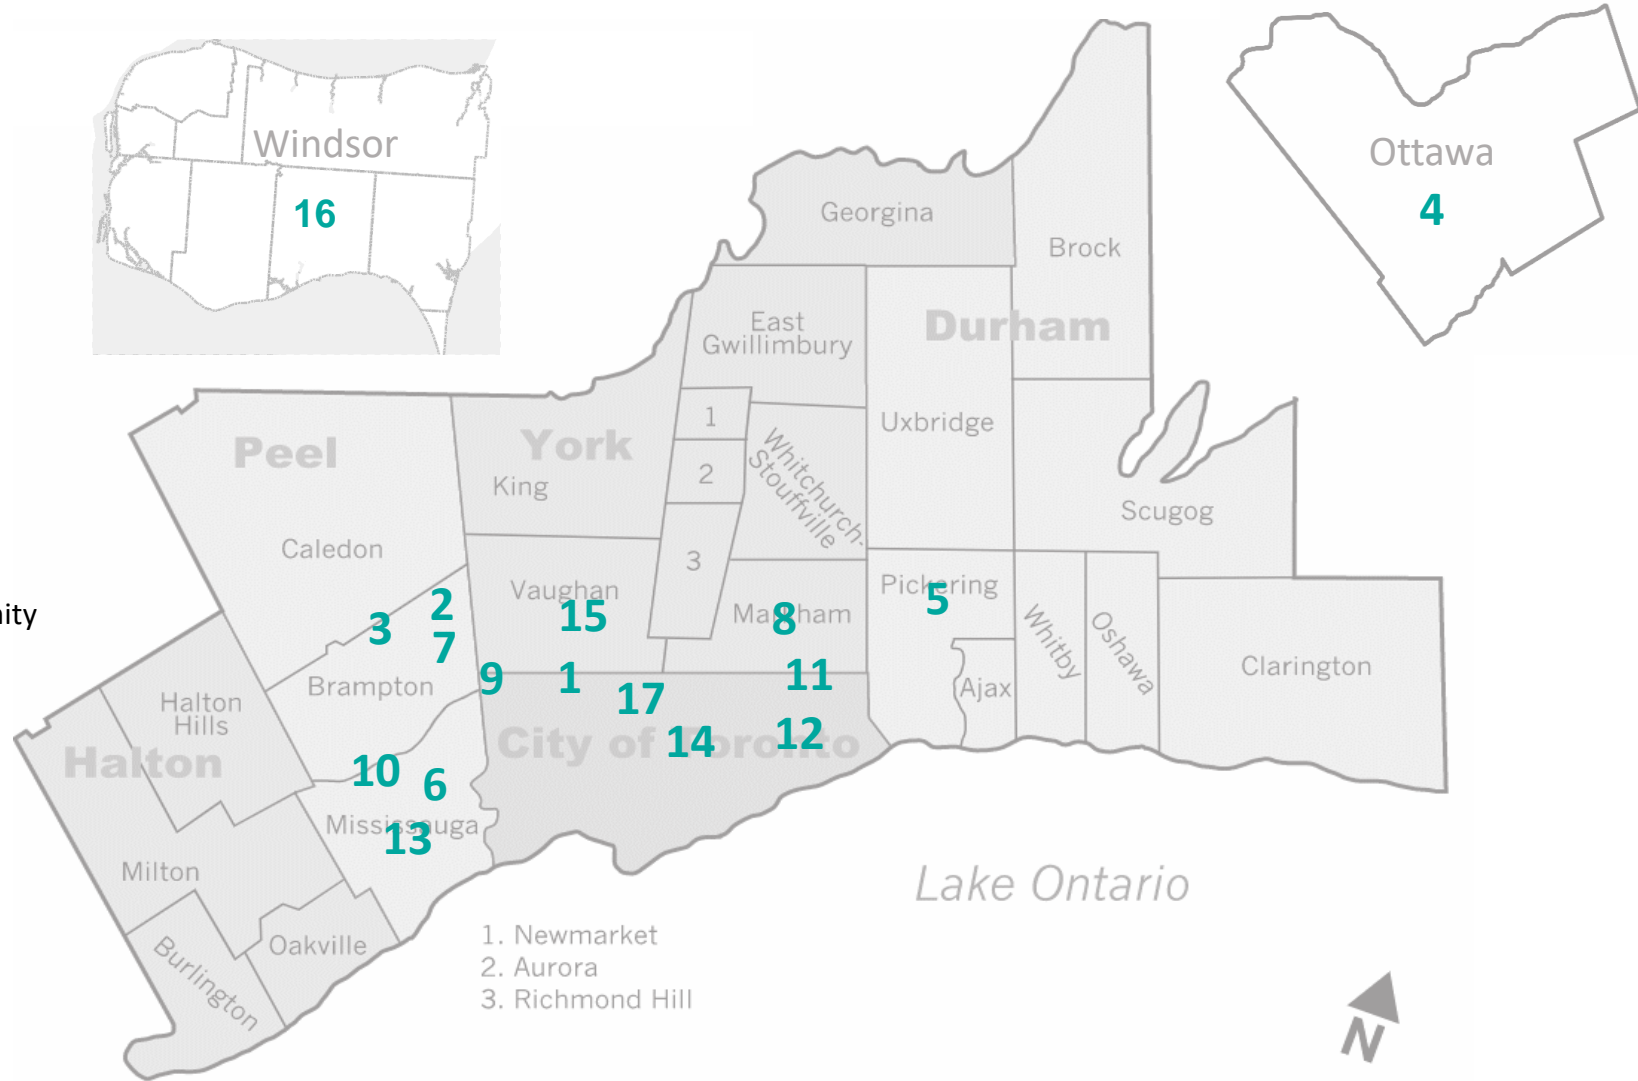 Windsor
16
Ottawa
4
Georgina
Brock
East
Gwillimbury
Durham
Peel
York
King
1
2
3
Whitchurch-
Stouffville
Uxbridge
Scugog
Caledon
Vaughan
15
Markham
8
Pickering
5
Whitby
Oshawa
Clarington
Ajax
2
3
7
Brampton
9
1
17
11
Halton
Hills
Halton
City of Toronto
14
12
10
6
Mississauga
13
Milton
Oakville
Burlington
Lake Ontario
1. Newmarket
2. Aurora
3. Richmond Hill
N